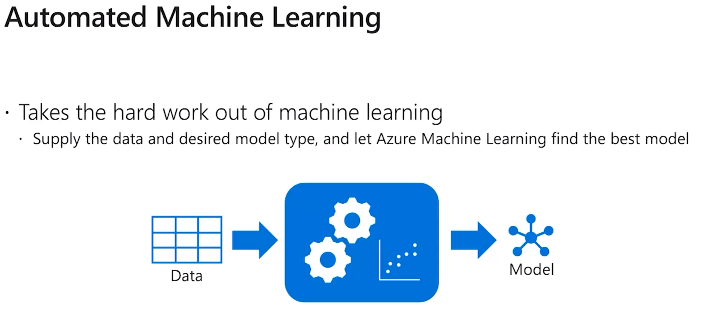 Automated Machine Learning
· Takes the hard work out of machine learning
· Supply the data and desired model type, and let Azure Machine Learning find the best model
Data
Model